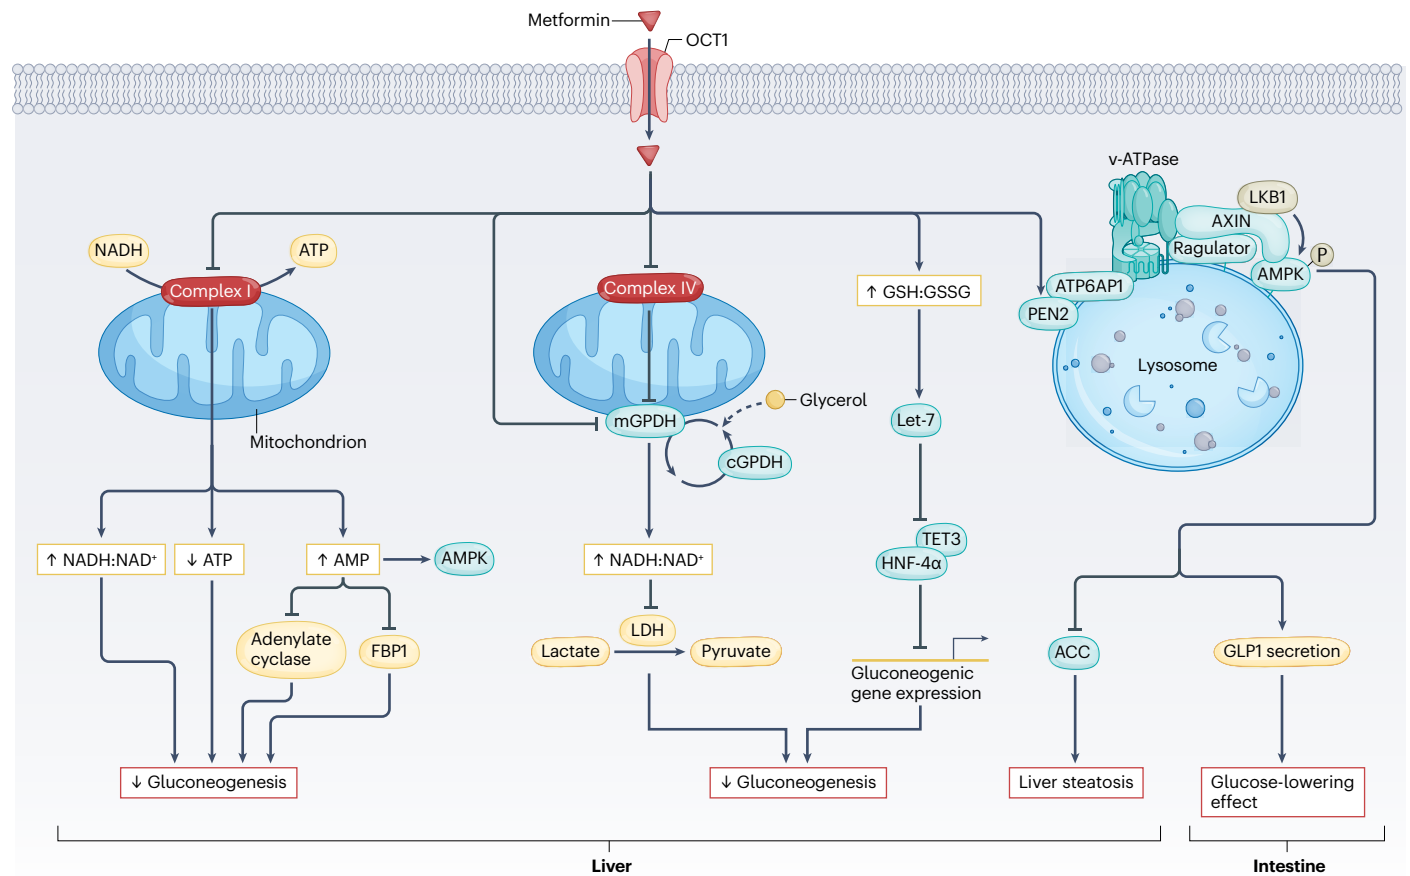 Metformin
OCT1
v-ATPase
LKB1
AXIN
NADH
ATP
Ragulator
P
AMPK
Complex I
Complex IV
↑ GSH:GSSG
ATP6AP1
PEN2
Lysosome
Glycerol
mGPDH
Let-7
Mitochondrion
cGPDH
TET3
HNF-4α
↑ NADH:NAD⁺
↓ ATP
↑ AMP
AMPK
↑ NADH:NAD⁺
LDH
Adenylate
cyclase
FBP1
Lactate
Pyruvate
Gluconeogenic
gene expression
ACC
GLP1 secretion
↓ Gluconeogenesis
↓ Gluconeogenesis
Liver steatosis
Glucose-lowering
effect
Liver
Intestine